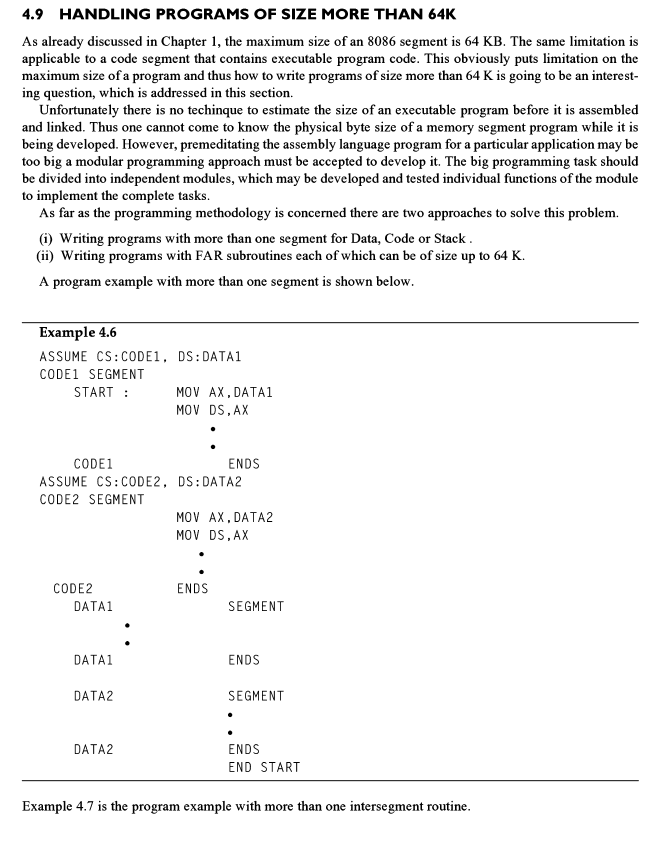 4.9 HANDLING PROGRAMS OF SIZE MORE THAN 64K
As already discussed in Chapter 1, the maximum size of an 8086 segment is 64 KB. The same limitation is
applicable to a code segment that contains executable program code. This obviously puts limitation on the
maximum size of a program and thus how to write programs of size more than 64 K is going to be an interest-
ing question, which is addressed in this section.
Unfortunately there is no techinque to estimate the size of an executable program before it is assembled
and linked. Thus one cannot come to know the physical byte size of a memory segment program while it is
being developed. However, premeditating the assembly language program for a particular application may be
too big a modular programming approach must be accepted to develop it. The big programming task should
be divided into independent modules, which may be developed and tested individual functions of the module
to implement the complete tasks.
As far as the programming methodology is concerned there are two approaches to solve this problem.
(i) Writing programs with more than one segment for Data, Code or Stack .
(ii) Writing programs with FAR subroutines each of which can be of size up to 64 K.
A program example with more than one segment is shown below.
Example 4.6
ASSUME CS:CODE1, DS:DATA1
CODE1 SEGMENT
START : MOV AX,DATA1
MOV DS,AX
•
•
CODE1 ENDS
ASSUME CS:CODE2, DS:DATA2
CODE2 SEGMENT
MOV AX,DATA2
MOV DS,AX
•
•
CODE2 ENDS
DATA1 SEGMENT
•
•
DATA1 ENDS
DATA2 SEGMENT
•
•
DATA2 ENDS
END START
Example 4.7 is the program example with more than one intersegment routine.